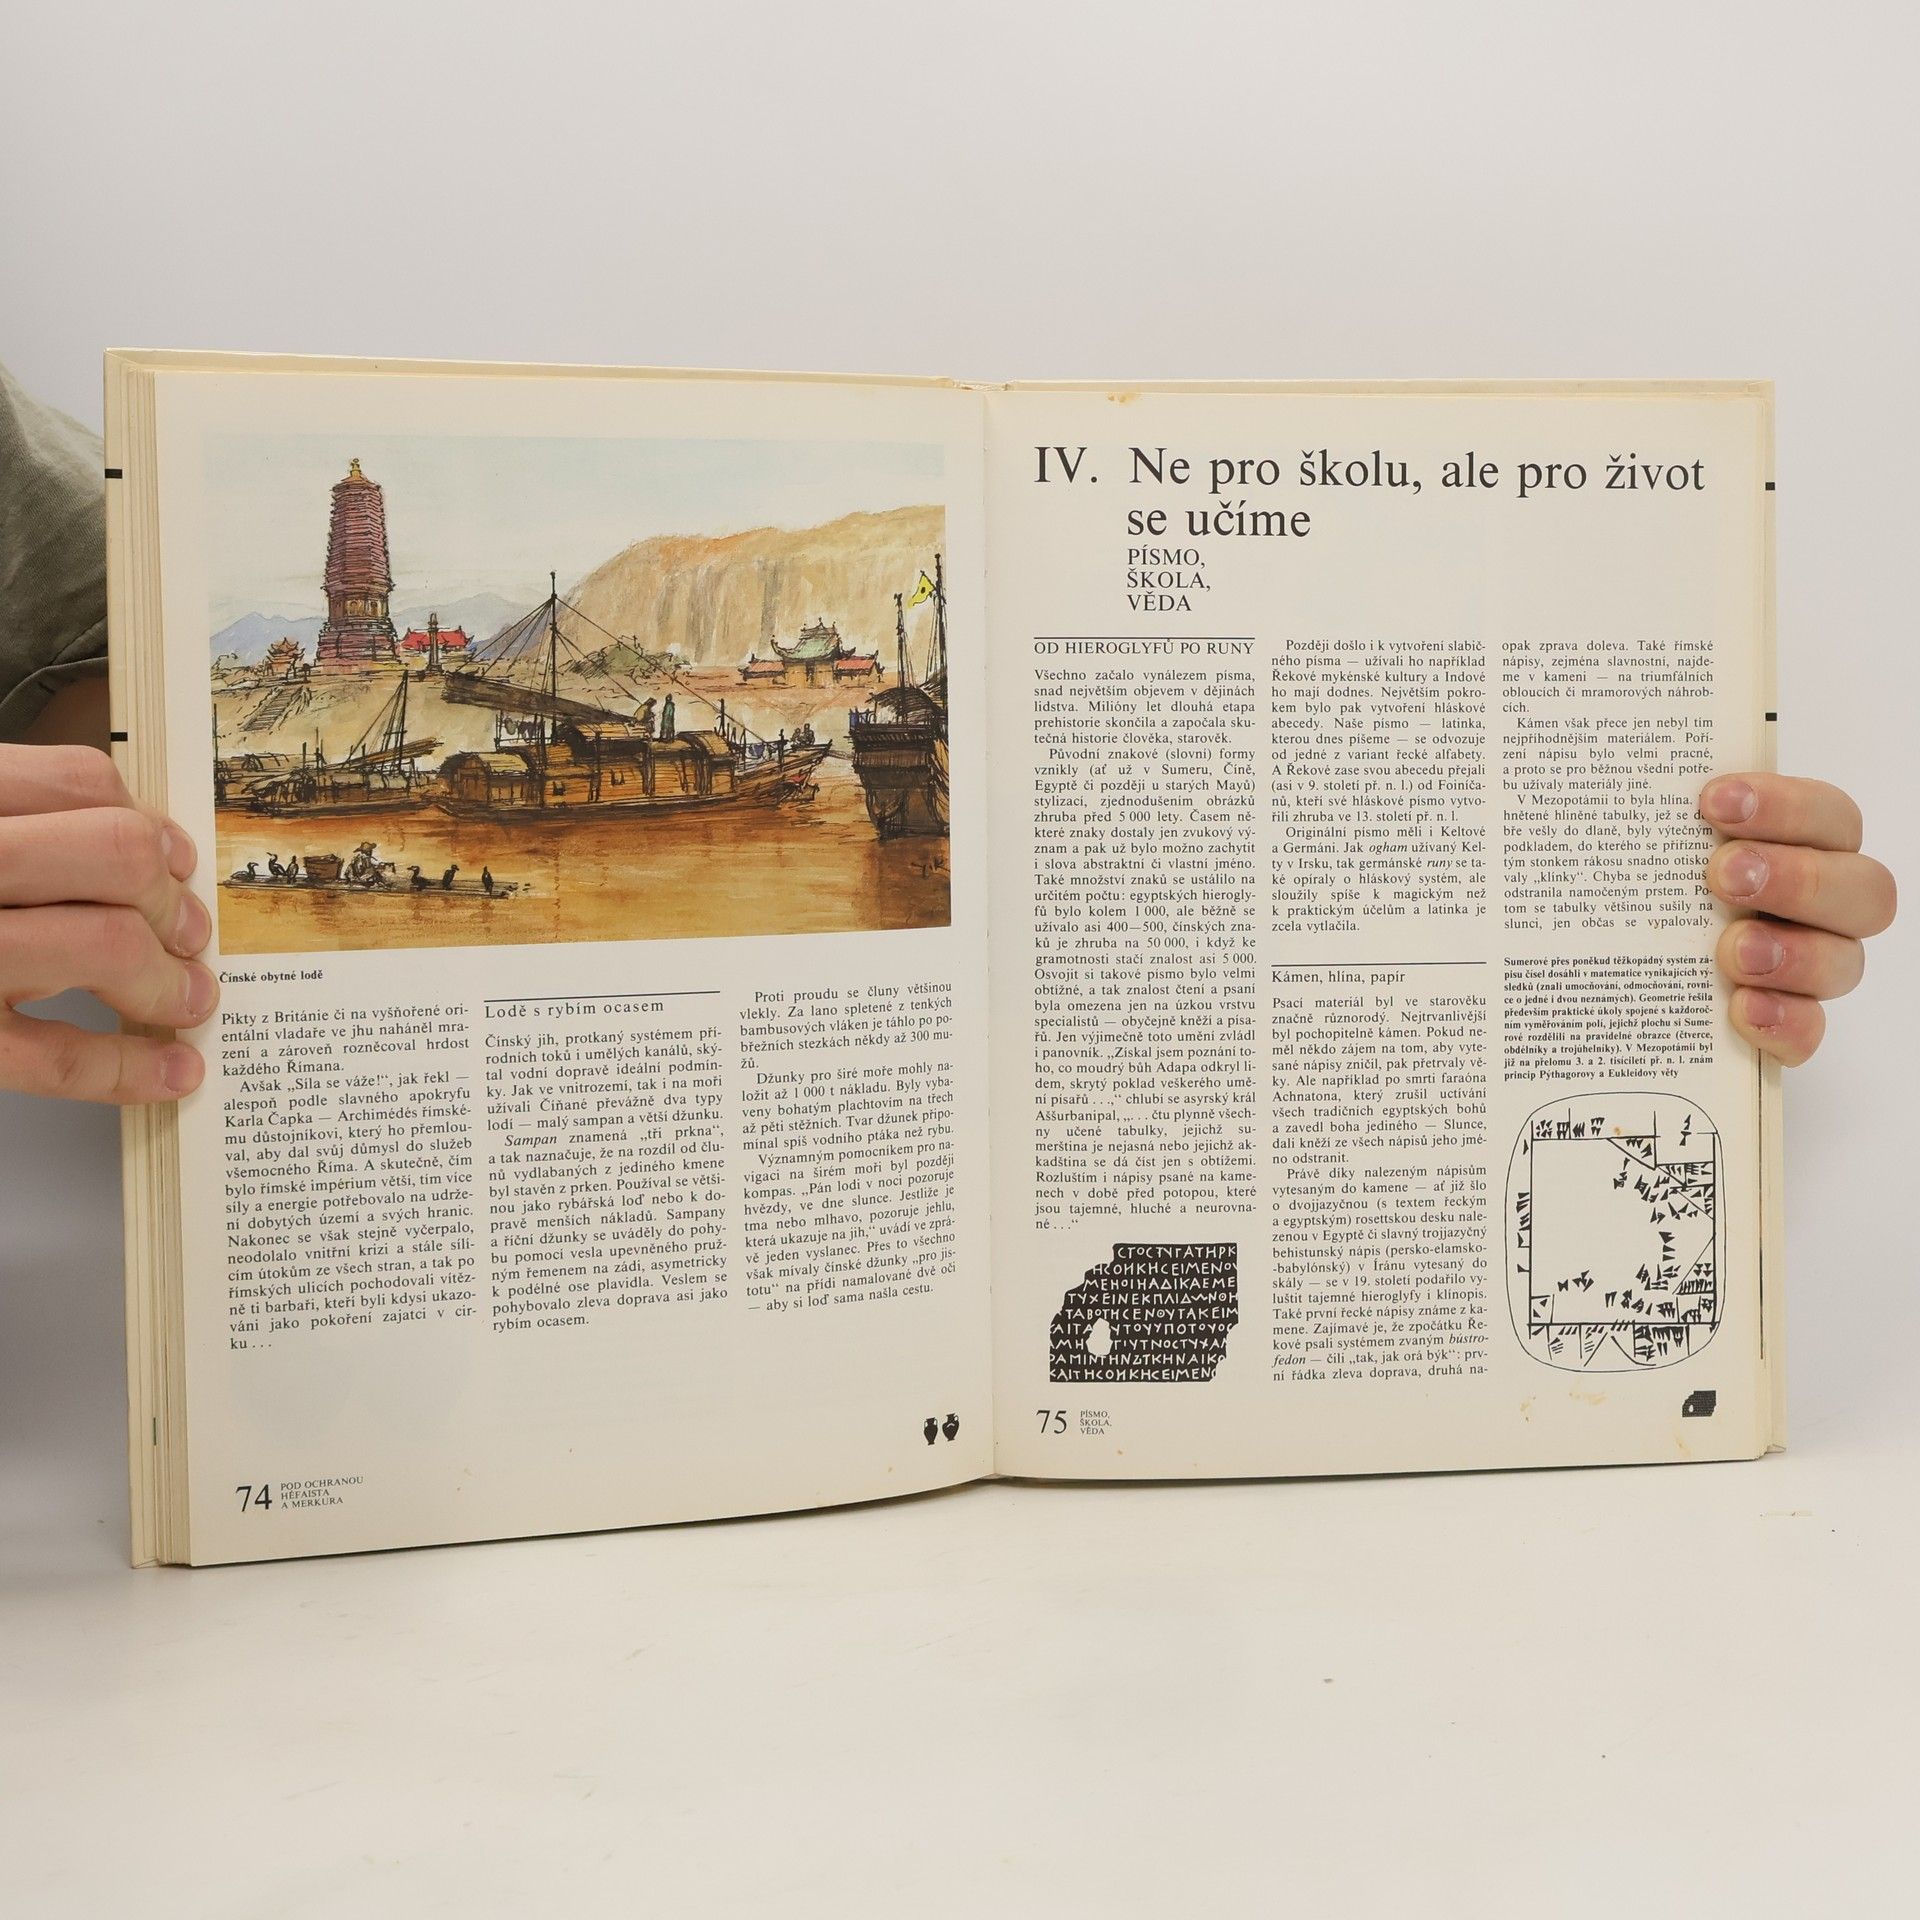 Čínské obytné lodě
Pikty z Británie či na vyšňořené ori-
entální vladaře ve jhu naháněl mra-
zení a zároveň rozněcoval hrdost
každého Římana.
Avšak „Síla se váže!“, jak řekl —
alespoň podle slavného apokryfu
Karla Čapka — Archimédés římské-
mu důstojníkovi, který ho přemlou-
val, aby dal svůj důmysl do služeb
všemocného Říma. A skutečně, čím
bylo římské impérium větší, tím více
síly a energie potřebovalo na udrže-
ní dobytých území a svých hranic.
Nakonec se však stejně vyčerpalo,
neodolalo vnitřní krizi a stále síli-
cím útokům ze všech stran, a tak po
římských ulicích pochodovali vítěz-
ně ti barbaři, kteří byli kdysi ukazo-
váni jako pokoření zajatci v cir-
ku . . .
Lodě s rybím ocasem
Čínský jih, protkaný systémem pří-
rodních toků i umělých kanálů, ský-
tal vodní dopravě ideální podmín-
ky. Jak ve vnitrozemí, tak i na moři
užívali Číňané převážně dva typy
lodí — malý sampan a větší džunku.
Sampan znamená „tři prkna“,
a tak naznačuje, že na rozdíl od člu-
nů vydlabaných z jediného kmene
byl stavěn z prken. Používal se větši-
nou jako rybářská loď nebo k do-
pravě menších nákladů. Sampany
a říční džunky se uváděly do pohy-
bu pomocí vesla upevněného pruž-
ným řemenem na zádi, asymetricky
k podélné ose plavidla. Veslem se
pohybovalo zleva doprava asi jako
rybím ocasem.
Proti proudu se čluny většinou
vlekly. Za lano spletené z tenkých
bambusových vláken je táhlo po po-
břežních stezkách někdy až 300 mu-
žů.
Džunky pro širé moře mohly na-
ložit až 1 000 t nákladu. Byly vyba-
veny bohatým plachtovím na třech
až pěti stěžních. Tvar džunek připo-
mínal spíš vodního ptáka než rybu.
Významným pomocníkem pro na-
vigaci na širém moři byl později
kompas. „Pán lodi v noci pozoruje
hvězdy, ve dne slunce. Jestliže je
tma nebo mlhavo, pozoruje jehlu,
která ukazuje na jih,“ uvádí ve zprá-
vě jeden vyslanec. Přes to všechno
však mívaly čínské džunky „pro jis-
totu“ na přídi namalované dvě oči
— aby si loď sama našla cestu.
74
POD OCHRANOU
HÉFAISTA
A MERKURA
IV. Ne pro školu, ale pro život
se učíme
PÍSMO,
ŠKOLA,
VĚDA
OD HIEROGLYFŮ PO RUNY
Všechno začalo vynálezem písma,
snad největším objevem v dějinách
lidstva. Milióny let dlouhá etapa
prehistorie skončila a započala sku-
tečná historie člověka, starověk.
Původní znakové (slovní) formy
vznikly (ať už v Sumeru, Číně,
Egyptě či později u starých Mayů)
stylizací, zjednodušením obrázků
zhruba před 5 000 lety. Časem ně-
které znaky dostaly jen zvukový vý-
znam a pak už bylo možno zachytit
i slova abstraktní či vlastní jméno.
Také množství znaků se ustálilo na
určitém počtu: egyptských hierogly-
fů bylo kolem 1 000, ale běžně se
užívalo asi 400—500, čínských zna-
ků je zhruba na 50 000, i když ke
gramotnosti stačí znalost asi 5 000.
Osvojit si takové písmo bylo velmi
obtížné, a tak znalost čtení a psaní
byla omezena jen na úzkou vrstvu
specialistů — obyčejně kněží a písa-
řů. Jen výjimečně toto umění zvládl
i panovník. „Získal jsem poznání to-
ho, co moudrý bůh Adapa odkryl li-
dem, skrytý poklad veškerého umě-
ní písařů . . .,“ chlubí se asyrský král
Aššurbanipal, „. . . čtu plynně všech-
ny učené tabulky, jejichž su-
merština je nejasná nebo jejichž ak-
kadština se dá číst jen s obtížemi.
Rozluštím i nápisy psané na kame-
nech v době před potopou, které
jsou tajemné, hluché a neurovna-
né . . .“
Později došlo i k vytvoření slabič-
ného písma — užívali ho například
Řekové mykénské kultury a Indové
ho mají dodnes. Největším pokro-
kem bylo pak vytvoření hláskové
abecedy. Naše písmo — latinka,
kterou dnes píšeme — se odvozuje
od jedné z variant řecké alfabety.
A Řekové zase svou abecedu přejali
(asi v 9. století př. n. l.) od Foiníča-
nů, kteří své hláskové písmo vytvo-
řili zhruba ve 13. století př. n. l.
Originální písmo měli i Keltové
a Germáni. Jak ogham užívaný Kel-
ty v Irsku, tak germánské runy se ta-
ké opíraly o hláskový systém, ale
sloužily spíše k magickým než
k praktickým účelům a latinka je
zcela vytlačila.
Kámen, hlína, papír
Psací materiál byl ve starověku
značně různorodý. Nejtrvanlivější
byl pochopitelně kámen. Pokud ne-
měl někdo zájem na tom, aby vyte-
sané nápisy zničil, pak přetrvaly vě-
ky. Ale například po smrti faraóna
Achnatona, který zrušil uctívání
všech tradičních egyptských bohů
a zavedl boha jediného — Slunce,
dali kněží ze všech nápisů jeho jmé-
no odstranit.
Právě díky nalezeným nápisům
vytesaným do kamene — ať již šlo
o dvojjazyčnou (s textem řeckým
a egyptským) rosettskou desku nale-
zenou v Egyptě či slavný trojjazyčný
behistunský nápis (persko-elamsko-
-babylónský) v Íránu vytesaný do
skály — se v 19. století podařilo vy-
luštit tajemné hieroglyfy i klínopis.
Také první řecké nápisy známe z ka-
mene. Zajímavé je, že zpočátku Ře-
kové psali systémem zvaným bústro-
fedon — čili „tak, jak orá býk“: prv-
ní řádka zleva doprava, druhá na-
opak zprava doleva. Také římské
nápisy, zejména slavnostní, najde-
me v kameni — na triumfálních
obloucích či mramorových náhrob-
cích.
Kámen však přece jen nebyl tím
nejpříhodnějším materiálem. Poří-
zení nápisu bylo velmi pracné,
a proto se pro běžnou všední potře-
bu užívaly materiály jiné.
V Mezopotámii to byla hlína.
hnětené hliněné tabulky, jež se
bře vešly do dlaně, byly výtečným
podkladem, do kterého se přiříznu-
tým stonkem rákosu snadno otisko-
valy „klínky“. Chyba se jednoduš
odstranila namočeným prstem. Po-
tom se tabulky většinou sušily na
slunci, jen občas se vypalovaly.
Sumerové přes poněkud těžkopádný systém zá-
pisu čísel dosáhli v matematice vynikajících vý-
sledků (znali umocňování, odmocňování, rovni-
ce o jedné i dvou neznámých). Geometrie řešila
především praktické úkoly spojené s každoroč-
ním vyměřováním polí, jejichž plochu si Sume-
rové rozdělili na pravidelné obrazce (čtverce,
obdélníky a trojúhelníky). V Mezopotámii byl
již na přelomu 3. a 2. tisíciletí př. n. l. znám
princip Pýthagorovy a Eukleidovy věty
75
PÍSMO,
ŠKOLA,
VĚDA